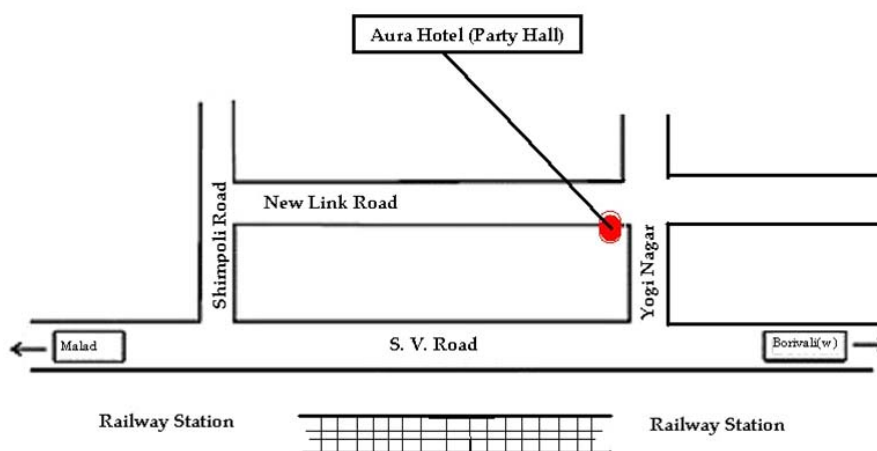 Aura Hotel (Party Hall)
New Link Road
Shimpoli Road
Yogi Nagar
Malad
S. V. Road
Borivali(w)
Railway Station
Railway Station